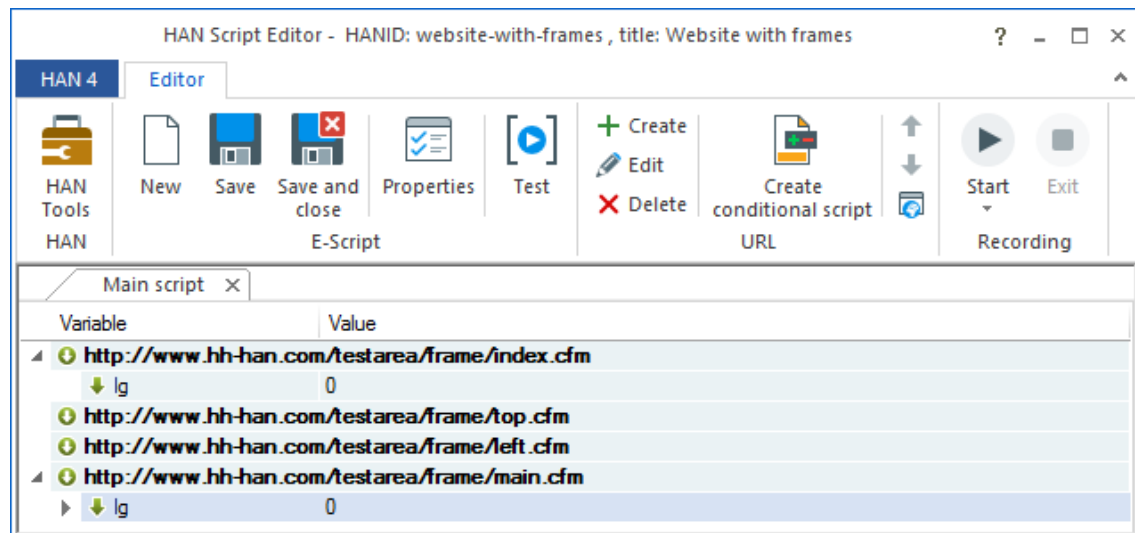 HAN Script Editor - HANID: website-with-frames , title: Website with frames
HAN 4 Editor
HAN Tools
New
Save
Save and close
Properties
Test
Create
Edit
Delete
Create conditional script
Start
Exit
HAN E-Script URL Recording
Main script
Variable Value
http://www.hh-han.com/testarea/frame/index.cfm
lg 0
http://www.hh-han.com/testarea/frame/top.cfm
http://www.hh-han.com/testarea/frame/left.cfm
http://www.hh-han.com/testarea/frame/main.cfm
lg 0